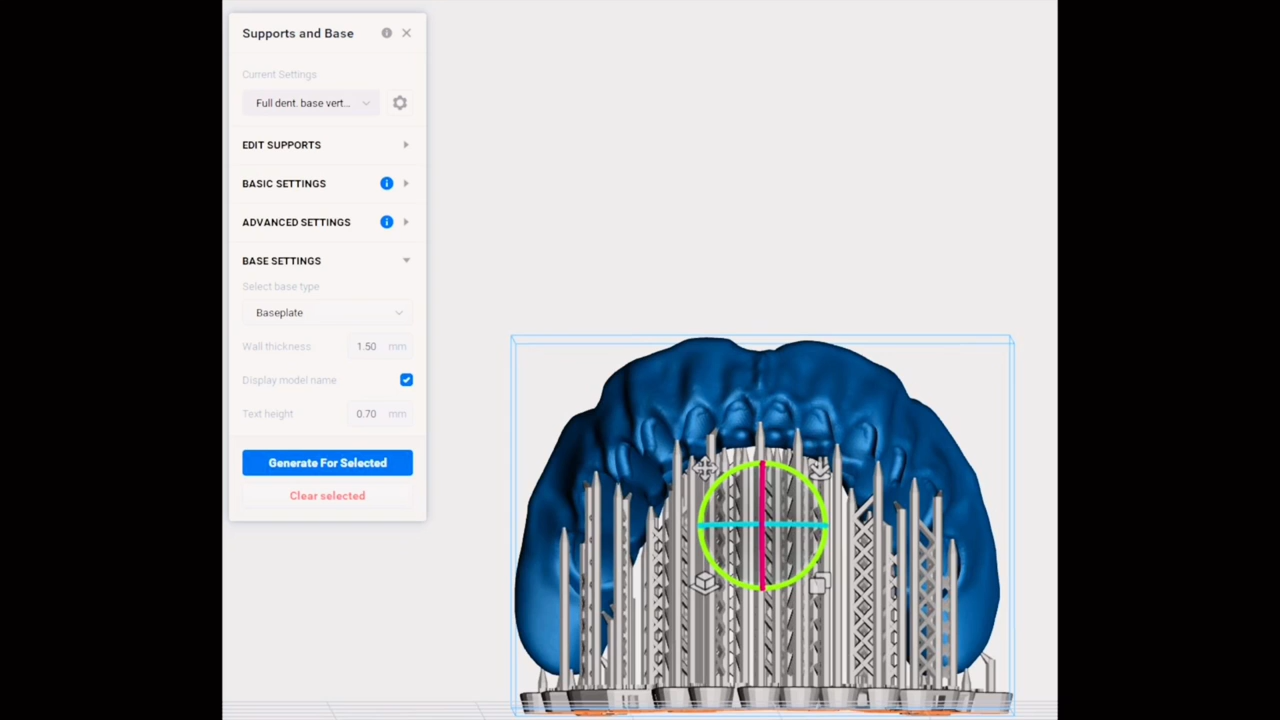 Supports and Base
Current Settings
Full dent. base vert...
EDIT SUPPORTS
BASIC SETTINGS
ADVANCED SETTINGS
BASE SETTINGS
Select base type
Baseplate
Wall thickness 1.50 mm
Display model name
Text height 0.70 mm
Generate For Selected
Clear selected